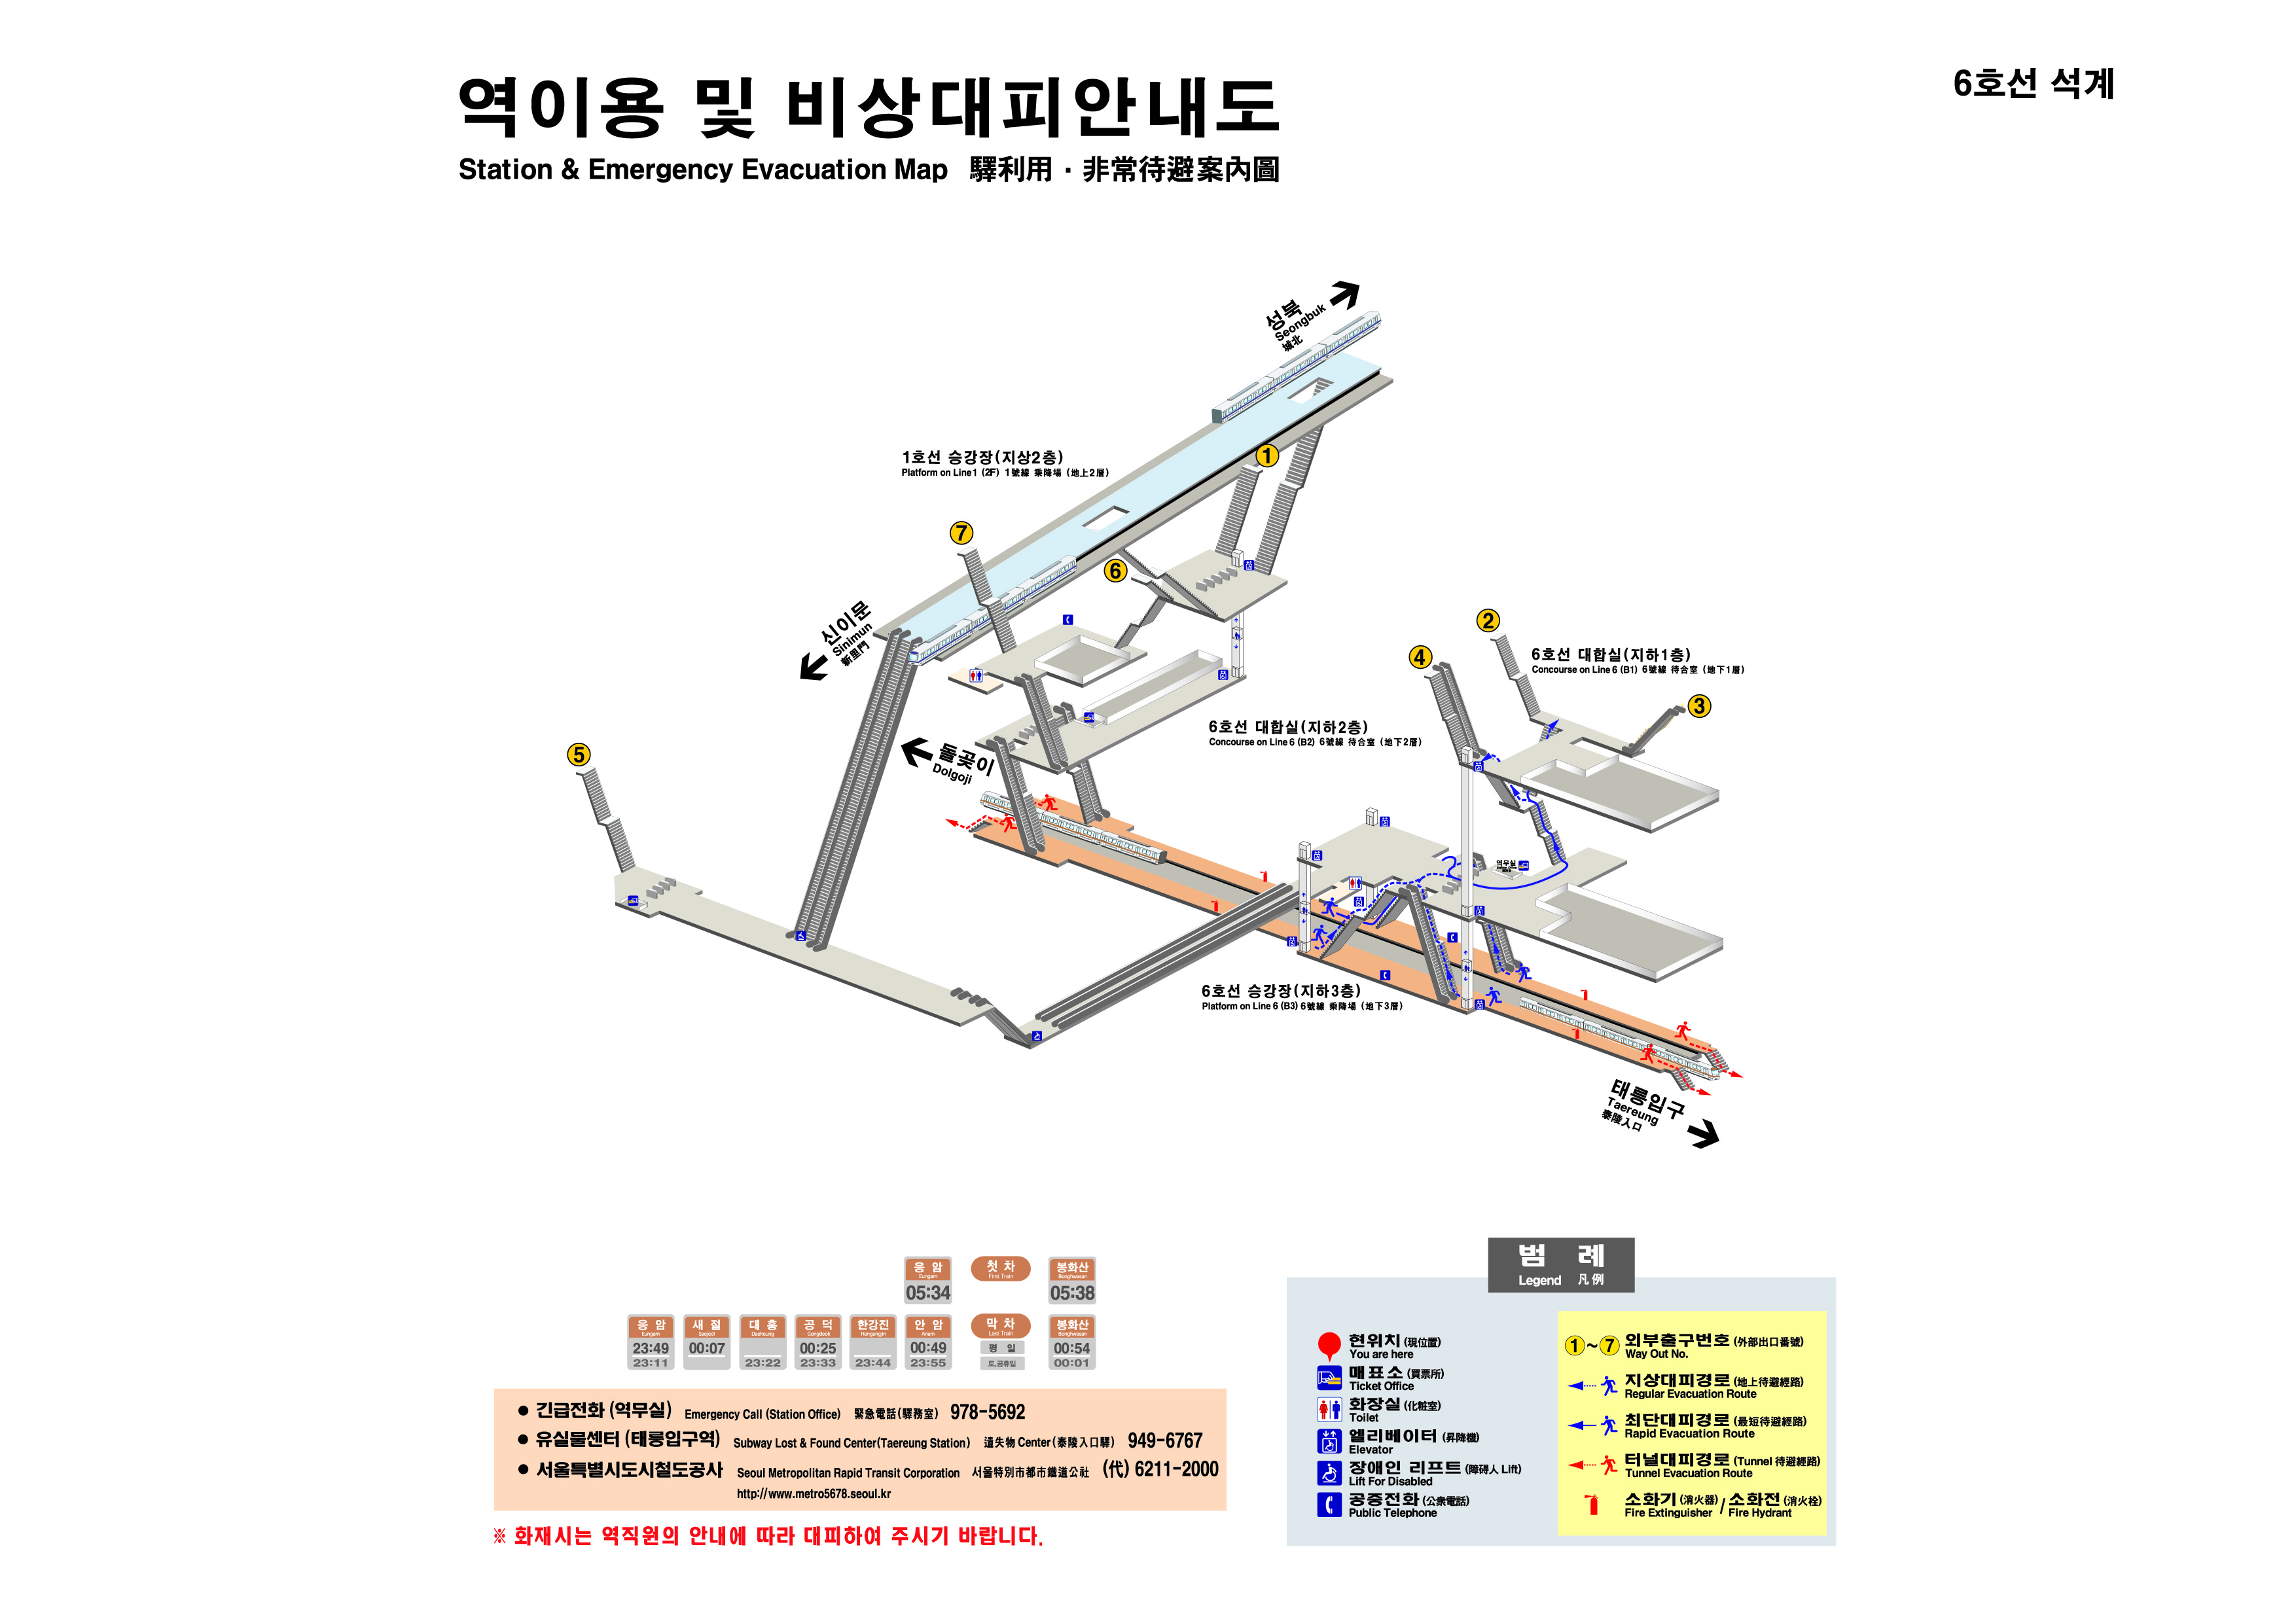 역이용 및 비상대피안내도
Station & Emergency Evacuation Map 驛利用 · 非常待避案內圖
6호선 석계
성북
Seongbuk
城北
1호선 승강장(지상2층)
Platform on Line1 (2F) 1號線 乘降場 (地上2層)
1
7
6
신이문
Sinimun
新里門
2
4
6호선 대합실(지하1층)
Concourse on Line 6 (B1) 6號線 待合室 (地下1層)
3
6호선 대합실(지하2층)
Concourse on Line 6 (B2) 6號線 待合室 (地下2層)
5
돌곶이
Dolgoji
역무실
6호선 승강장(지하3층)
Platform on Line 6 (B3) 6號線 乘降場 (地下3層)
태릉입구
Taereung
泰陵入口
응 암
Eungam
05:34
첫 차
First Train
봉화산
Bonghwasan
05:38
응 암
Eungam
23:49
23:11
새 절
Saejeol
00:07
대 흥
Daeheung
23:22
공 덕
Gongdeok
00:25
23:33
한강진
Hangangjin
23:44
안 암
Anam
00:49
23:55
막 차
Last Train
평 일
토,공휴일
봉화산
Bonghwasan
00:54
00:01
● 긴급전화 (역무실) Emergency Call (Station Office) 緊急電話(驛務室) 978-5692
● 유실물센터 (태릉입구역) Subway Lost & Found Center(Taereung Station) 遺失物 Center(泰陵入口驛) 949-6767
● 서울특별시도시철도공사 Seoul Metropolitan Rapid Transit Corporation 서울特別市都市鐵道公社 (代) 6211-2000
http://www.metro5678.seoul.kr
※ 화재시는 역직원의 안내에 따라 대피하여 주시기 바랍니다.
범 례
Legend 凡例
현위치 (現位置)
You are here
매표소 (買票所)
Ticket Office
화장실 (化粧室)
Toilet
엘리베이터 (昇降機)
Elevator
장애인 리프트 (障碍人 Lift)
Lift For Disabled
공중전화 (公衆電話)
Public Telephone
1~7 외부출구번호 (外部出口番號)
Way Out No.
지상대피경로 (地上待避經路)
Regular Evacuation Route
최단대피경로 (最短待避經路)
Rapid Evacuation Route
터널대피경로 (Tunnel 待避經路)
Tunnel Evacuation Route
소화기 (消火器) / 소화전 (消火栓)
Fire Extinguisher / Fire Hydrant